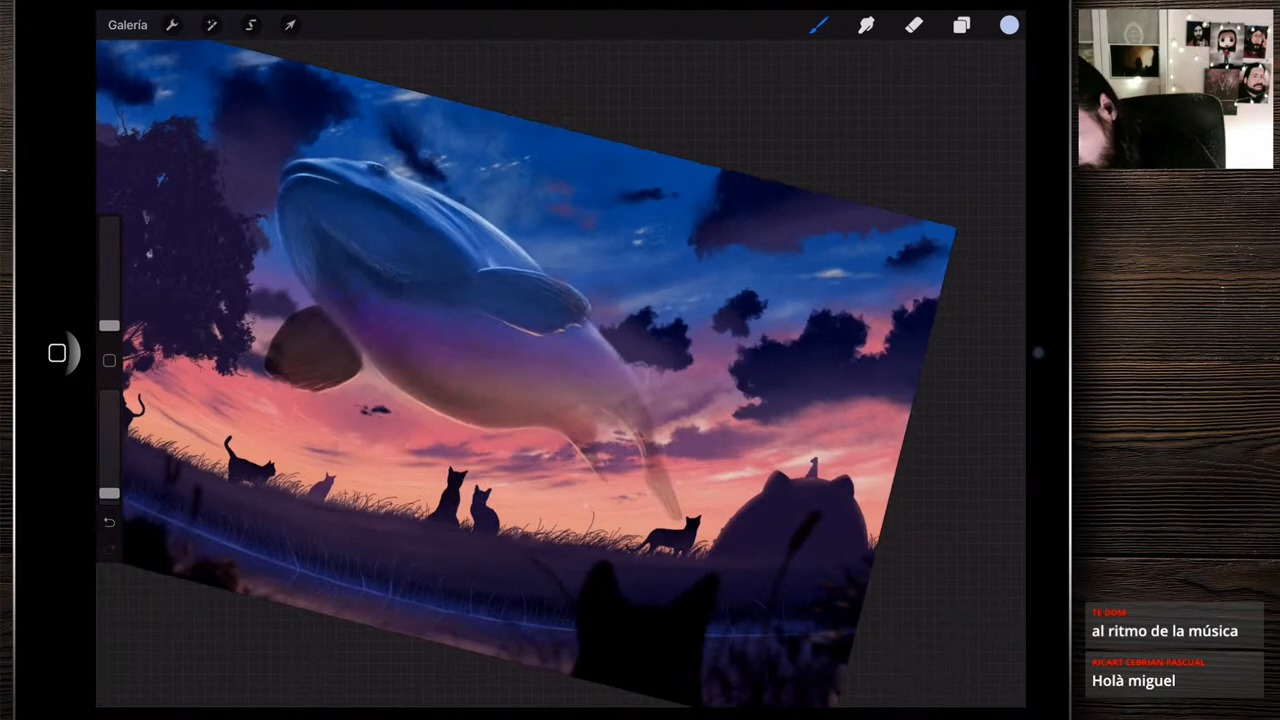 Galería
TE DOM
al ritmo de la música
RICART CEBRIAN PASCUAL
Holà miguel